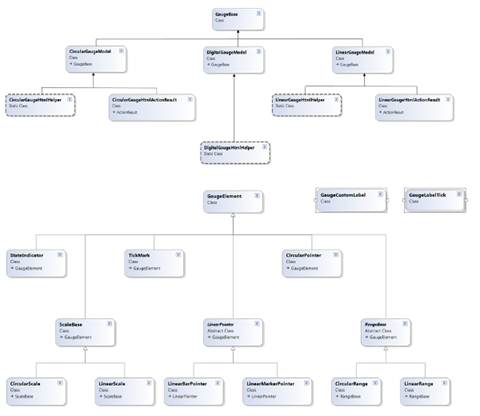 GaugeBase
Class
CircularGaugeModel
Class
→ GaugeBase
DigitalGaugeModel
Class
→ GaugeBase
LinearGaugeModel
Class
→ GaugeBase
CircularGaugeHtmlHelper
Static Class
CircularGaugeHtmlActionResult
Class
→ ActionResult
LinearGaugeHtmlHelper
Static Class
LinearGaugeHtmlActionResult
Class
→ ActionResult
DigitalGaugeHtmlHelper
Static Class
GaugeElement
Class
GaugeCustomLabel
Class
GaugeLabelTick
Class
StateIndicator
Class
→ GaugeElement
TickMark
Class
→ GaugeElement
CircularPointer
Class
→ GaugeElement
ScaleBase
Class
→ GaugeElement
LinearPointer
Abstract Class
→ GaugeElement
RangeBase
Abstract Class
→ GaugeElement
CircularScale
Class
→ ScaleBase
LinearScale
Class
→ ScaleBase
LinearBarPointer
Class
→ LinearPointer
LinearMarkerPointer
Class
→ LinearPointer
CircularRange
Class
→ RangeBase
LinearRange
Class
→ RangeBase